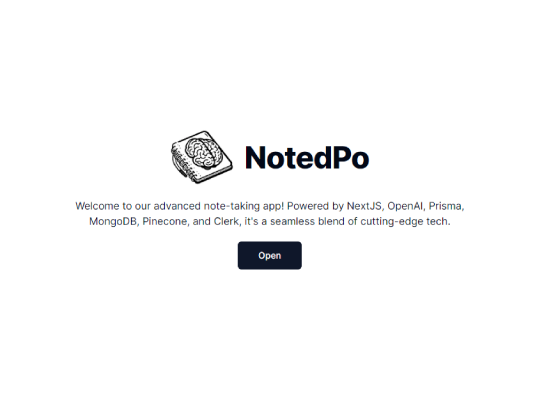 NotedPo
Welcome to our advanced note-taking app! Powered by NextJS, OpenAI, Prisma,
MongoDB, Pinecone, and Clerk, it's a seamless blend of cutting-edge tech.
Open